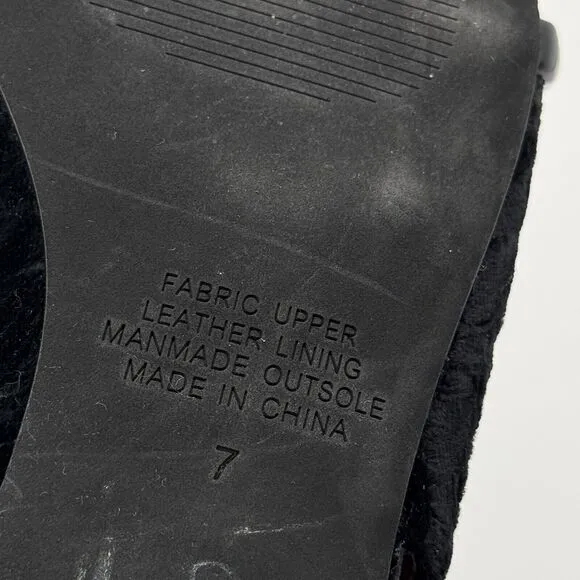 FABRIC UPPER
LEATHER LINING
MANMADE OUTSOLE
MADE IN CHINA
7